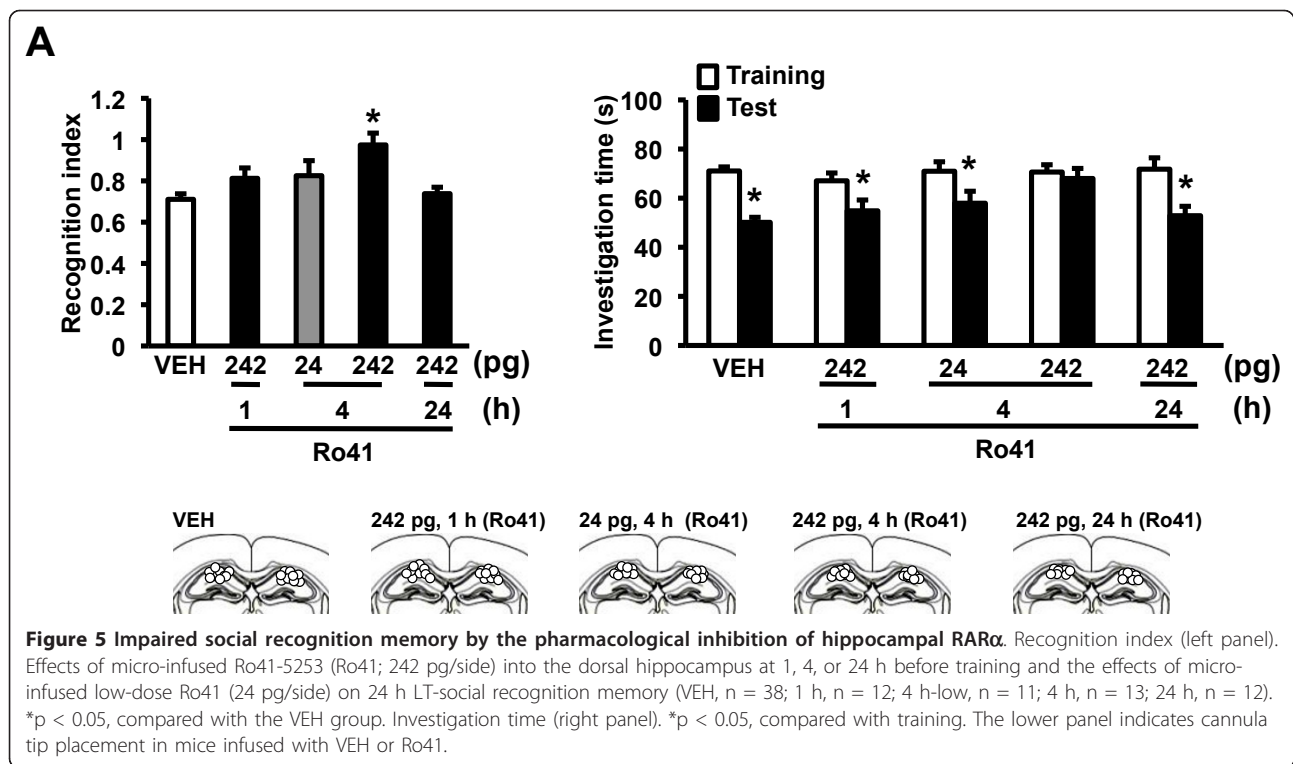 A
Recognition index
1.2
1
0.8
0.6
0.4
0.2
0
*
VEH 242 24 242 242 (pg)
1 4 24 (h)
Ro41
Training
Test
Investigation time (s)
100
80
60
40
20
0
* * * *
VEH 242 24 242 242 (pg)
1 4 24 (h)
Ro41
VEH 242 pg, 1 h (Ro41) 24 pg, 4 h (Ro41) 242 pg, 4 h (Ro41) 242 pg, 24 h (Ro41)
Figure 5 Impaired social recognition memory by the pharmacological inhibition of hippocampal RARα. Recognition index (left panel).
Effects of micro-infused Ro41-5253 (Ro41; 242 pg/side) into the dorsal hippocampus at 1, 4, or 24 h before training and the effects of micro-
infused low-dose Ro41 (24 pg/side) on 24 h LT-social recognition memory (VEH, n = 38; 1 h, n = 12; 4 h-low, n = 11; 4 h, n = 13; 24 h, n = 12).
*p < 0.05, compared with the VEH group. Investigation time (right panel). *p < 0.05, compared with training. The lower panel indicates cannula
tip placement in mice infused with VEH or Ro41.